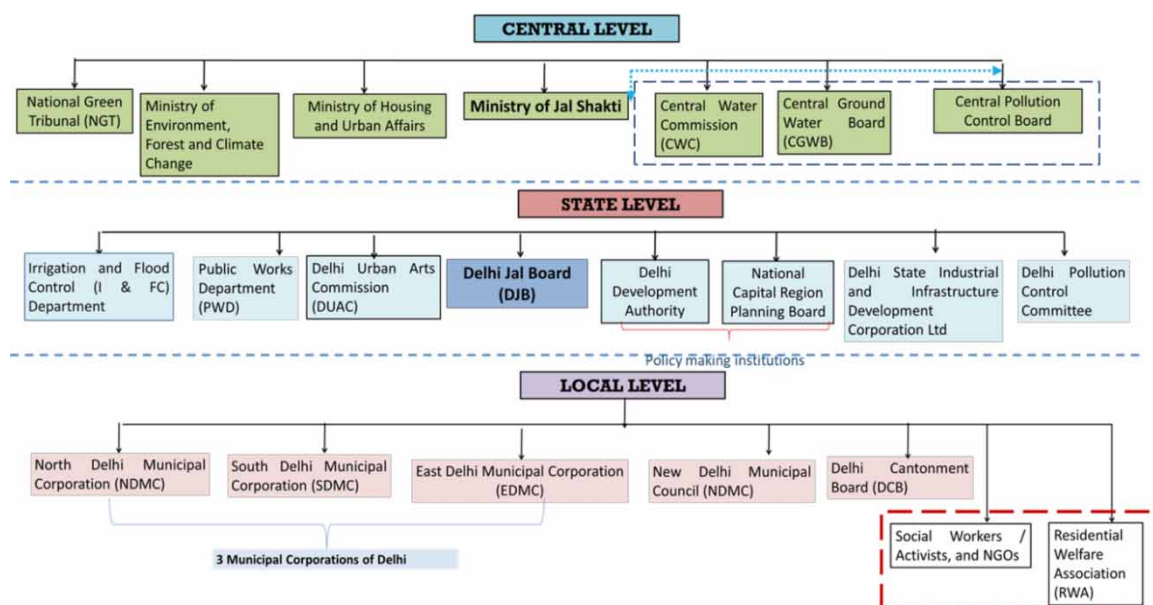 CENTRAL LEVEL
National Green
Tribunal (NGT)
Ministry of
Environment,
Forest and Climate
Change
Ministry of Housing
and Urban Affairs
Ministry of Jal Shakti
Central Water
Commission
(CWC)
Central Ground
Water Board
(CGWB)
Central Pollution
Control Board
STATE LEVEL
Irrigation and Flood
Control (I & FC)
Department
Public Works
Department
(PWD)
Delhi Urban Arts
Commission
(DUAC)
Delhi Jal Board
(DJB)
Delhi
Development
Authority
National
Capital Region
Planning Board
Delhi State Industrial
and Infrastructure
Development
Corporation Ltd
Delhi Pollution
Control
Committee
Policy making institutions
LOCAL LEVEL
North Delhi Municipal
Corporation (NDMC)
South Delhi Municipal
Corporation (SDMC)
East Delhi Municipal Corporation
(EDMC)
New Delhi Municipal
Council (NDMC)
Delhi Cantonment
Board (DCB)
3 Municipal Corporations of Delhi
Social Workers /
Activists, and NGOs
Residential
Welfare
Association
(RWA)